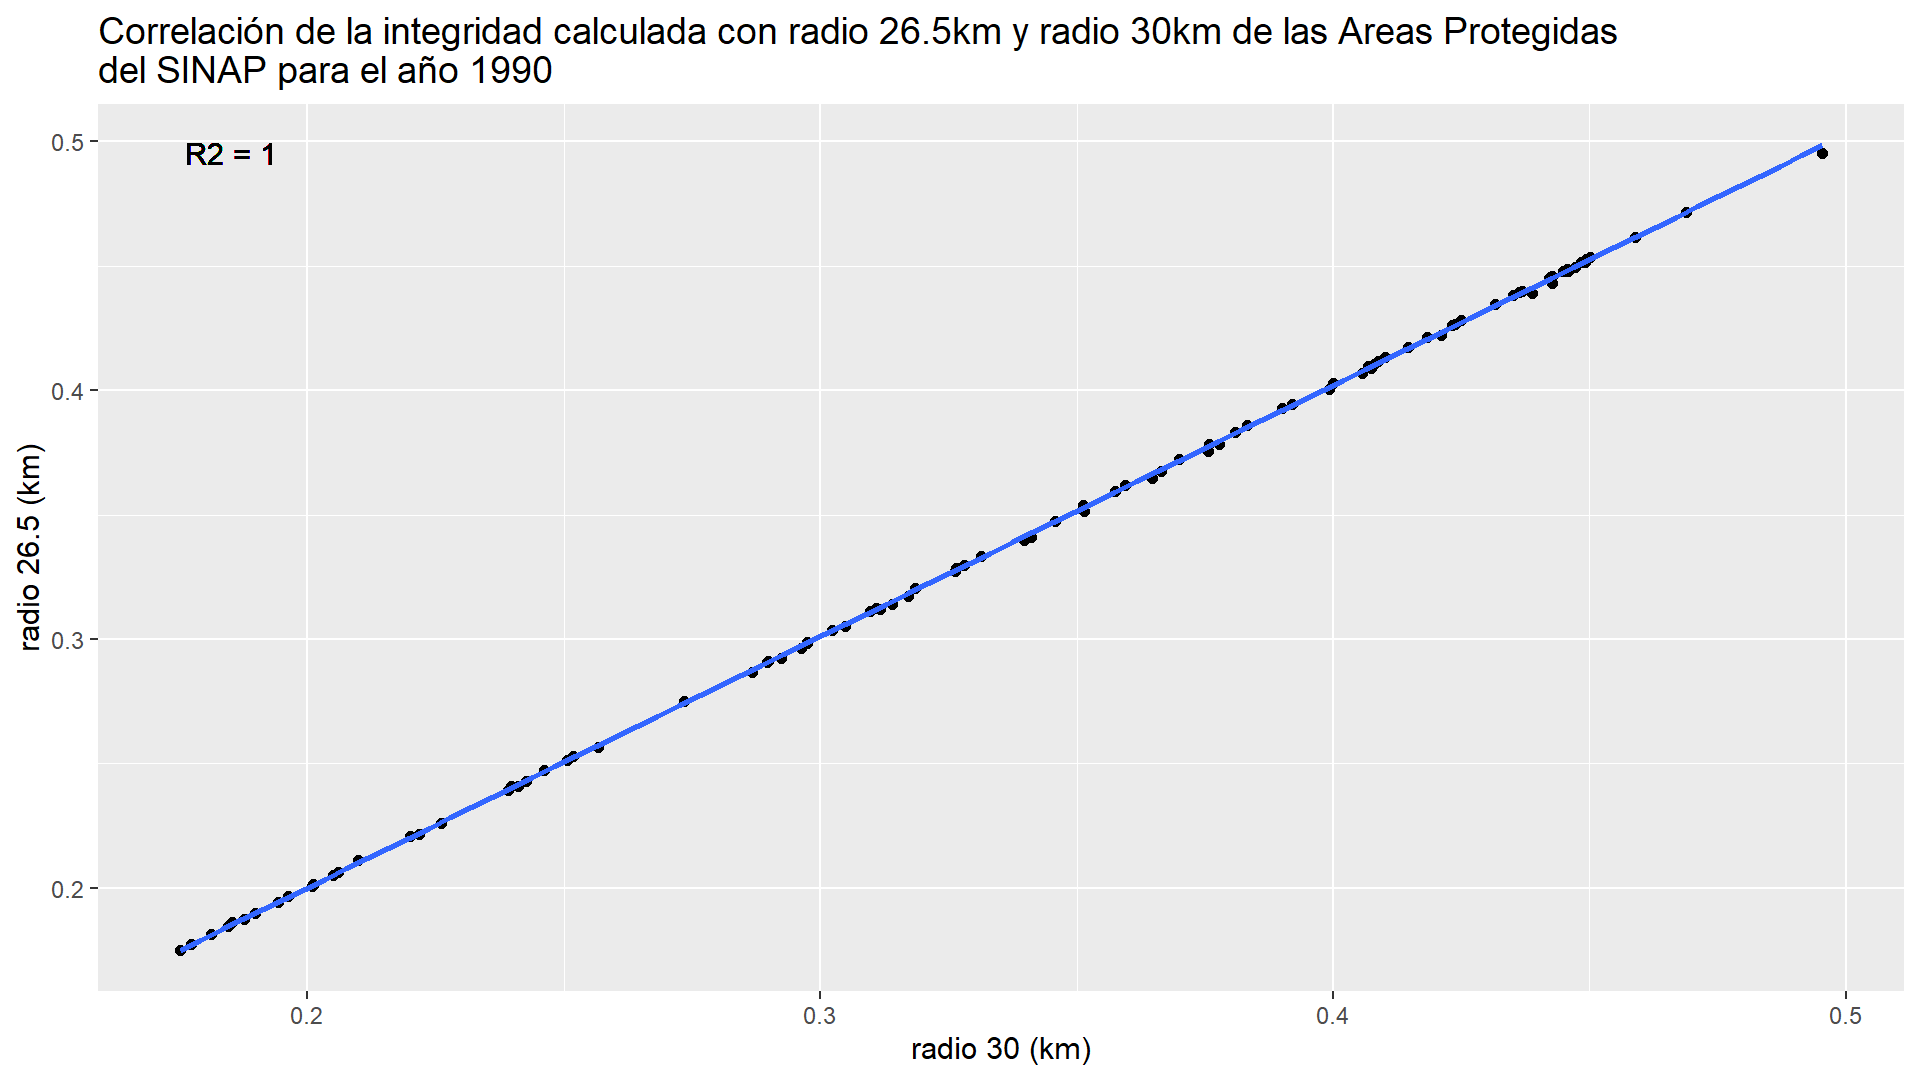 Correlación de la integridad calculada con radio 26.5km y radio 30km de las Areas Protegidas
del SINAP para el año 1990
R2 = 1
0.5
0.4
0.3
0.2
radio 26.5 (km)
0.2
0.3
0.4
0.5
radio 30 (km)